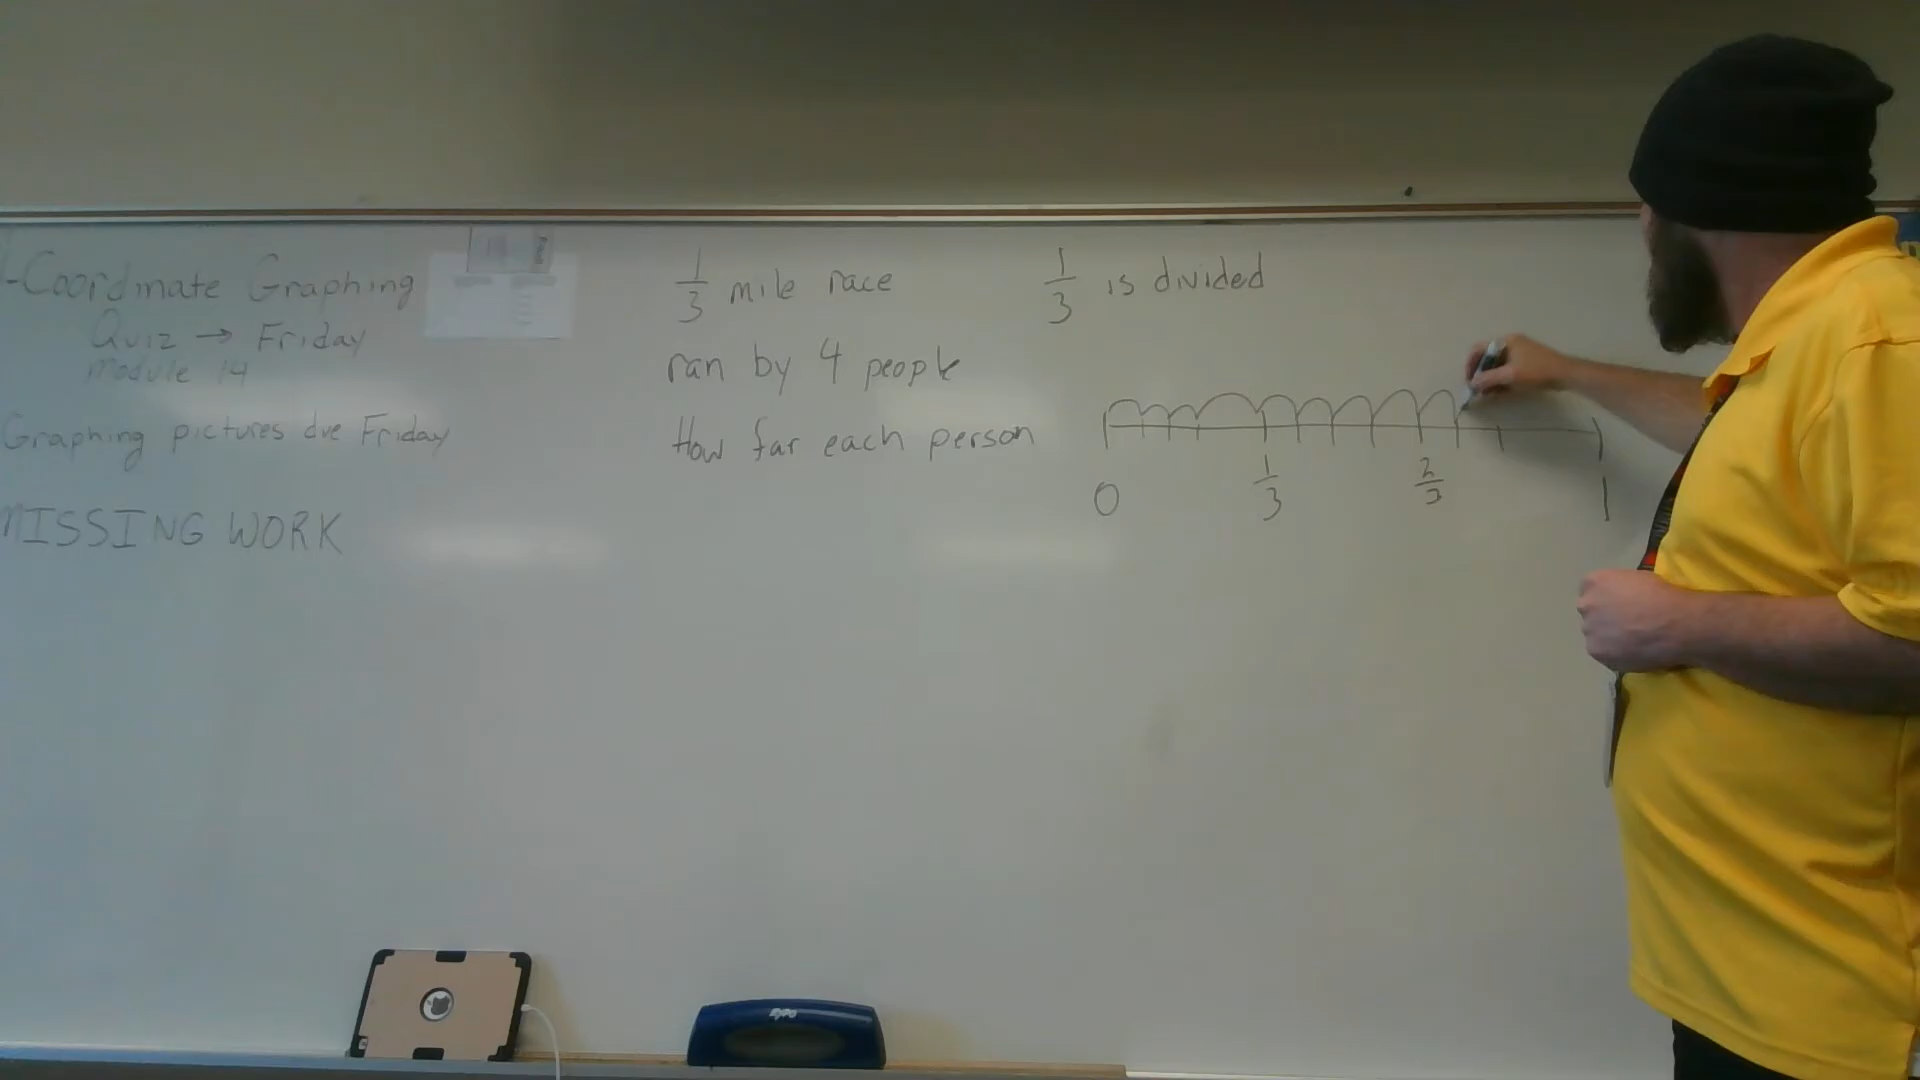 -Coordinate Graphing
Quiz → Friday
module 14
Graphing pictures due Friday
MISSING WORK
1/3 mile race
ran by 4 people
How far each person
1/3 is divided
0 1/3 2/3 1
EXPO